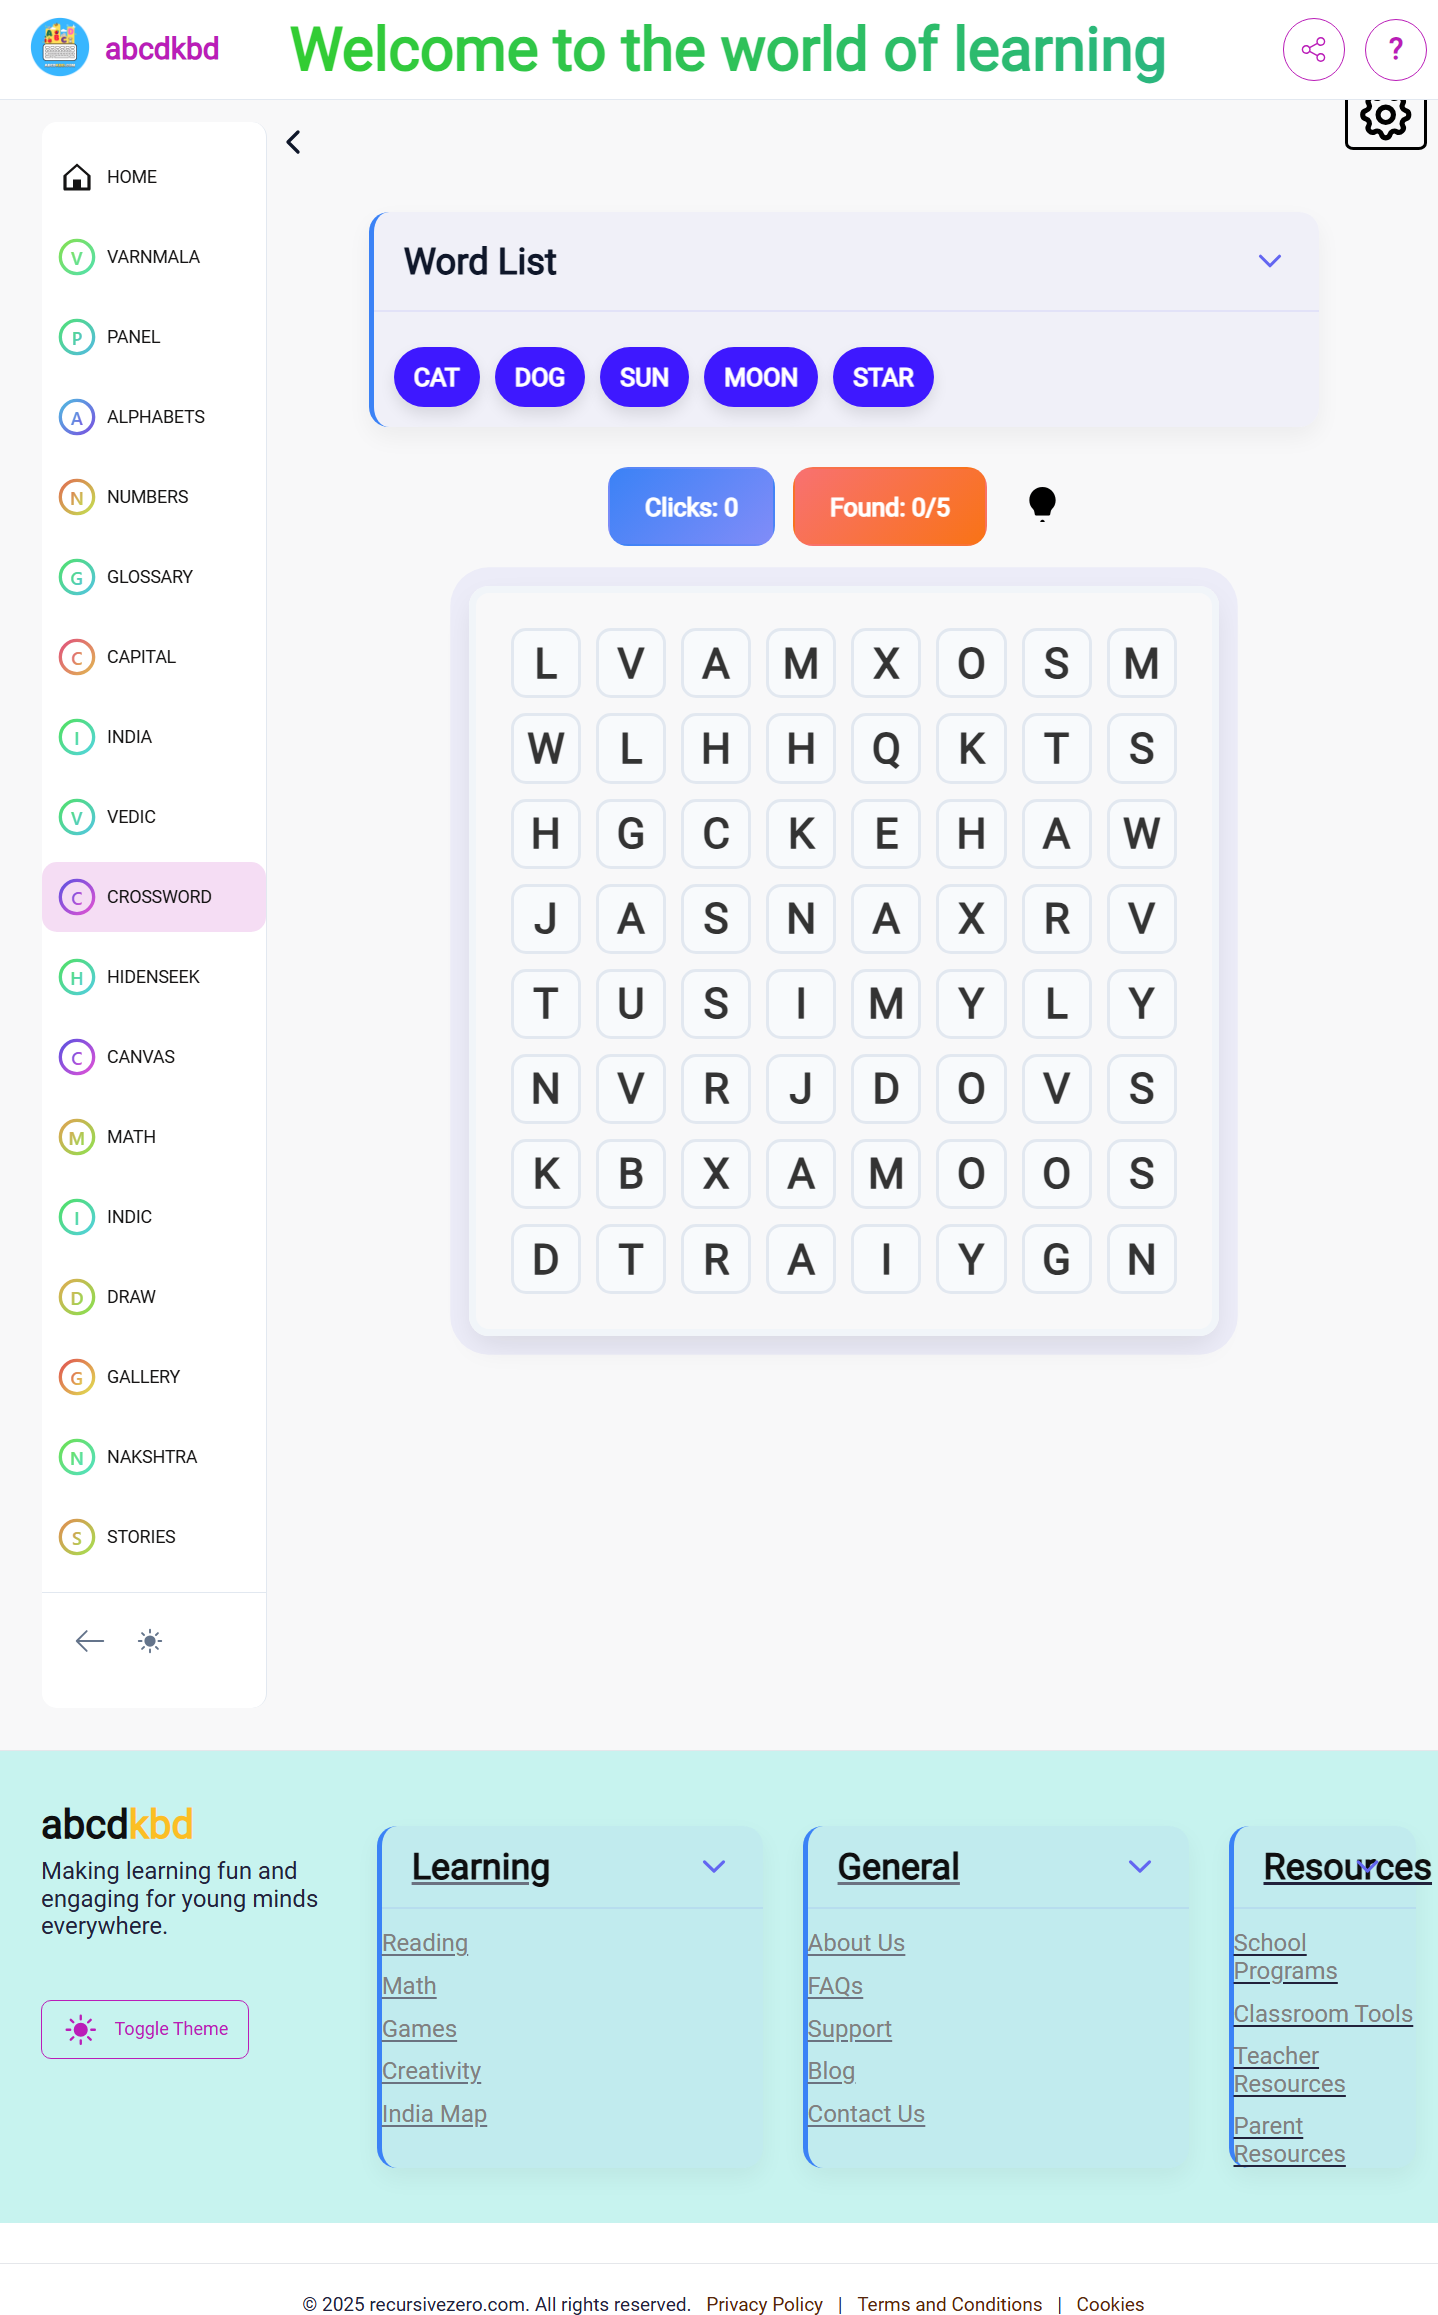 abcdkbd
Welcome to the world of learning
?
HOME
V VARNMALA
P PANEL
A ALPHABETS
N NUMBERS
G GLOSSARY
C CAPITAL
I INDIA
V VEDIC
C CROSSWORD
H HIDENSEEK
C CANVAS
M MATH
I INDIC
D DRAW
G GALLERY
N NAKSHTRA
S STORIES
Word List
CAT DOG SUN MOON STAR
Clicks: 0 Found: 0/5
L V A M X O S M
W L H H Q K T S
H G C K E H A W
J A S N A X R V
T U S I M Y L Y
N V R J D O V S
K B X A M O O S
D T R A I Y G N
abcdkbd
Making learning fun and
engaging for young minds
everywhere.
Toggle Theme
Learning
Reading
Math
Games
Creativity
India Map
General
About Us
FAQs
Support
Blog
Contact Us
Resources
School
Programs
Classroom Tools
Teacher
Resources
Parent
Resources
© 2025 recursivezero.com. All rights reserved. Privacy Policy | Terms and Conditions | Cookies